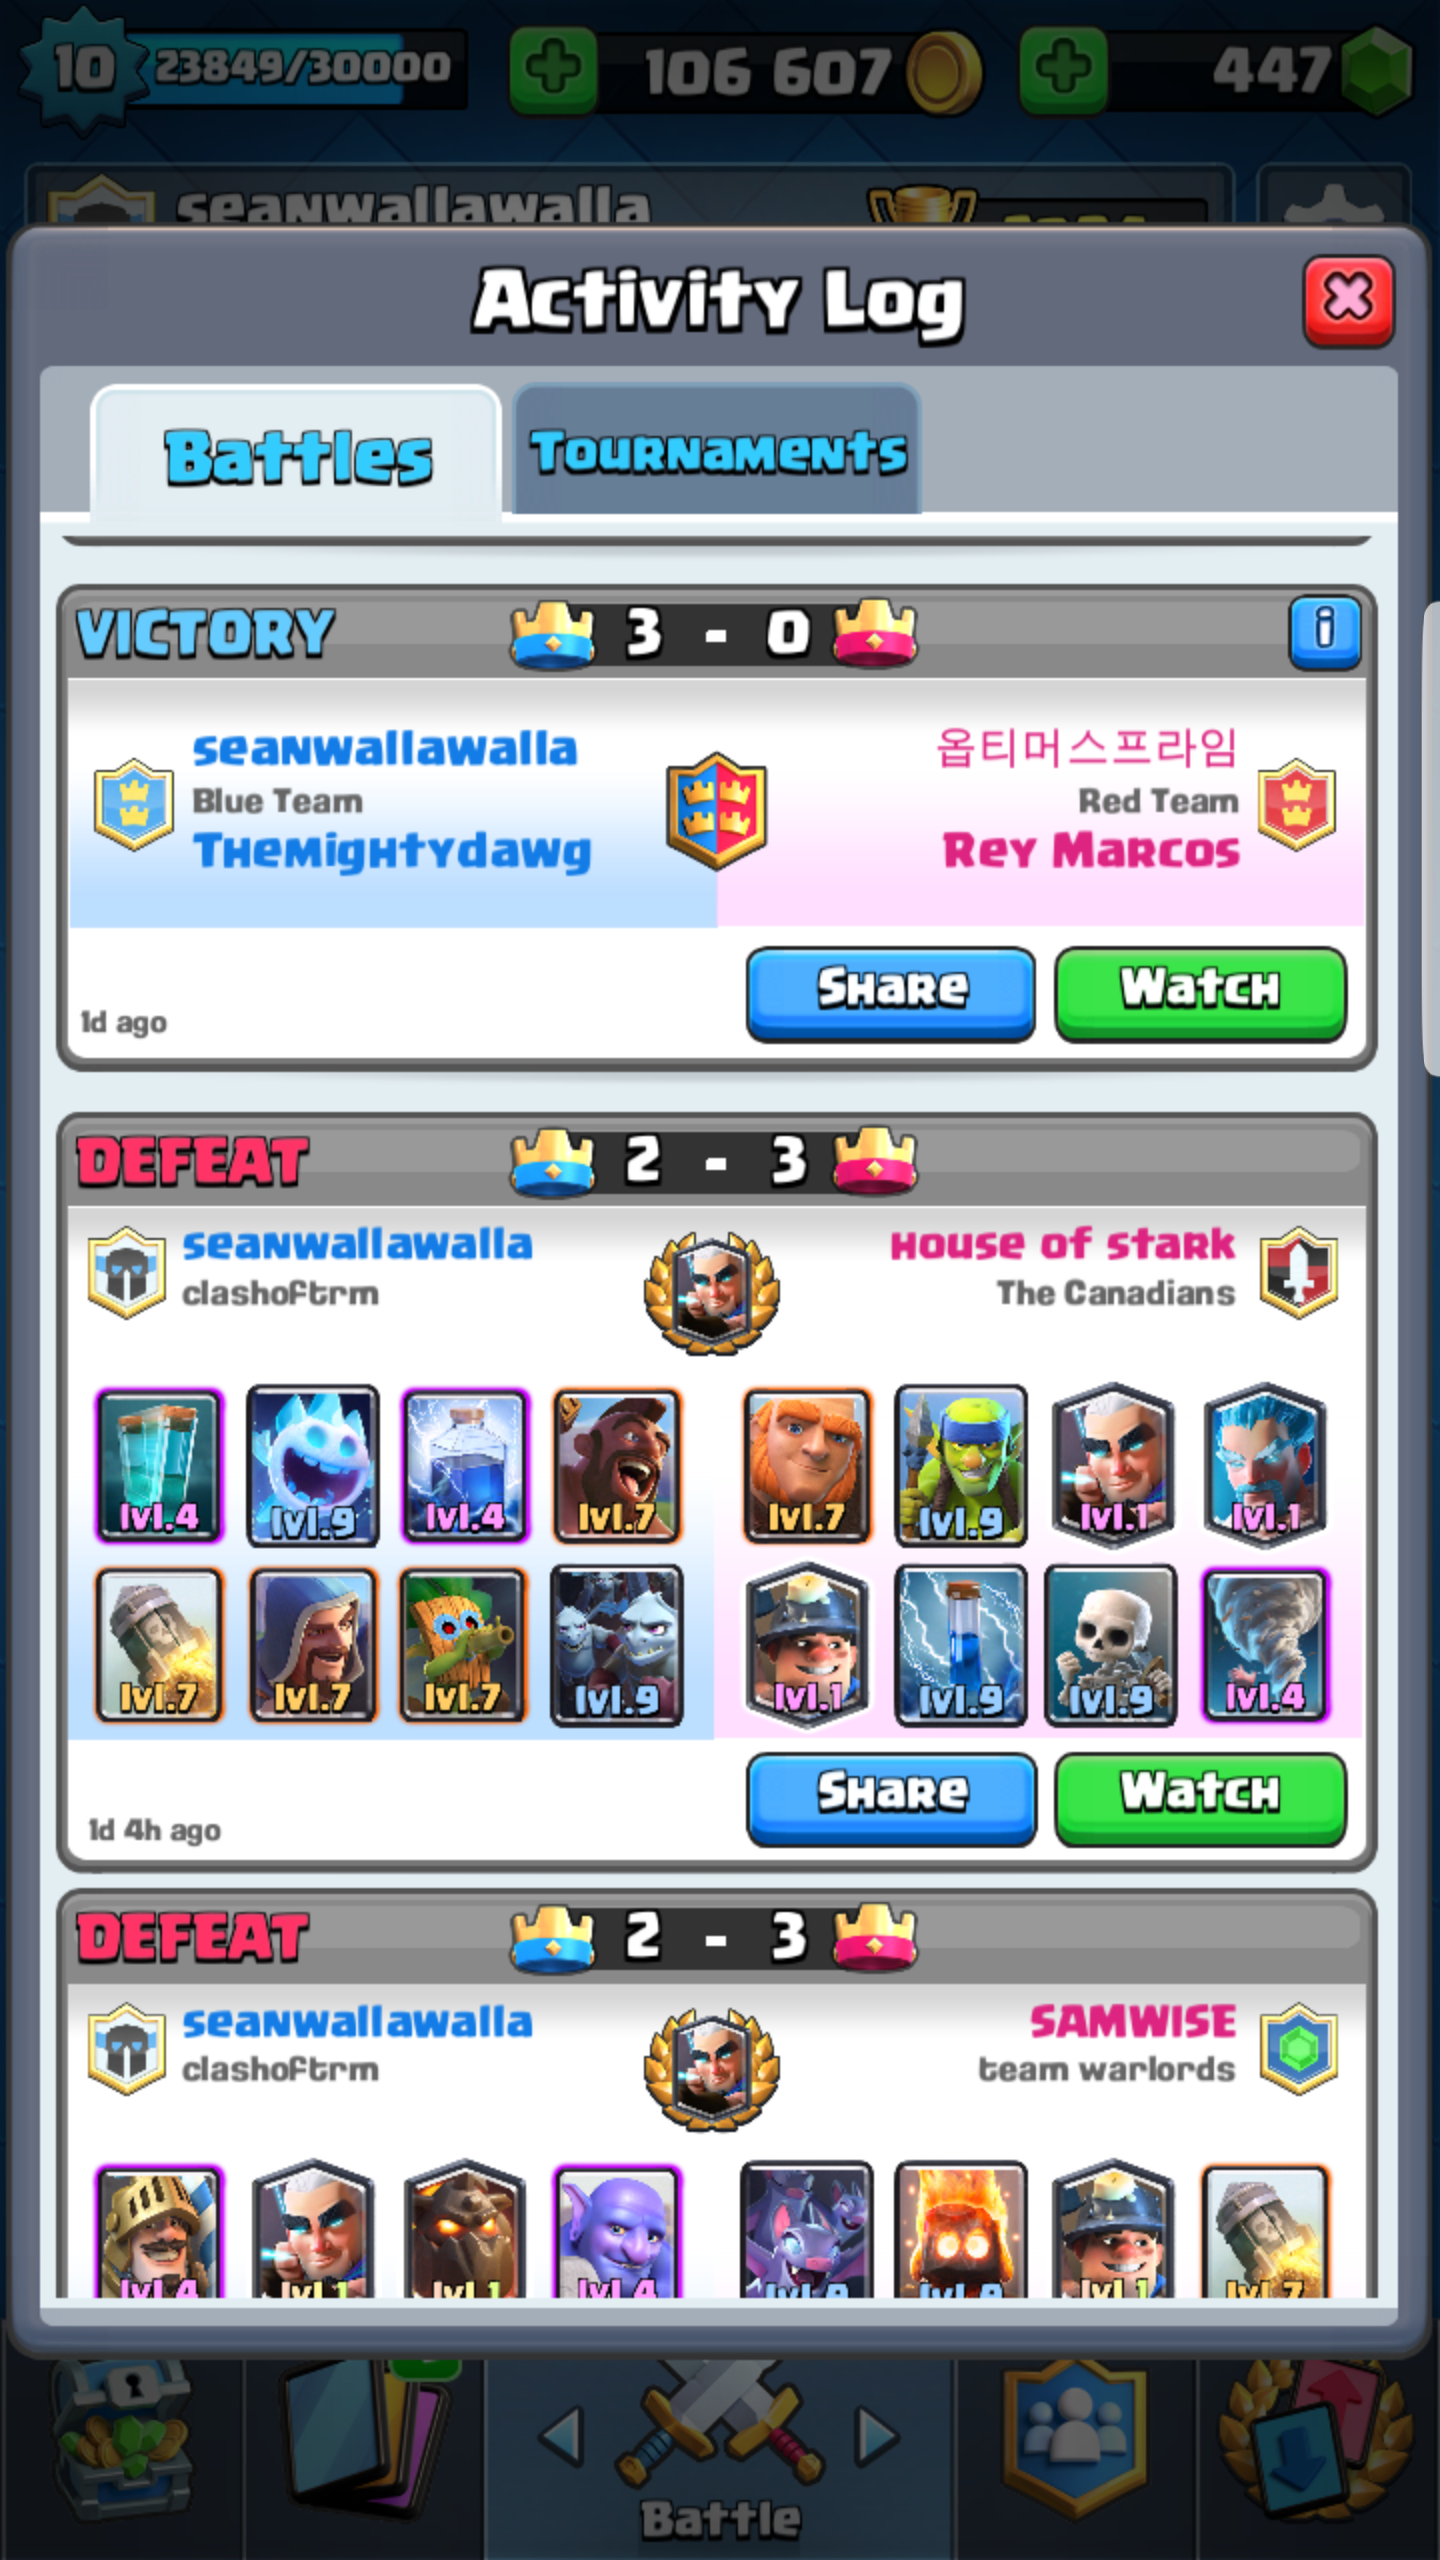 10 23849/30000 106 607 447
seanwallawalla
Activity Log
Battles Tournaments
VICTORY 3 - 0 i
seanwallawalla 옵티머스프라임
Blue Team Red Team
Themightydawg Rey Marcos
Share Watch
1d ago
DEFEAT 2 - 3
seanwallawalla House of stark
clashoftrm The Canadians
lvl.4 lvl.9 lvl.4 lvl.7 lvl.7 lvl.9 lvl.1 lvl.1
lvl.7 lvl.7 lvl.7 lvl.9 lvl.1 lvl.9 lvl.9 lvl.4
Share Watch
1d 4h ago
DEFEAT 2 - 3
seanwallawalla SAMWISE
clashoftrm team warlords
lvl.4 lvl.1 lvl.1 lvl.4 lvl.9 lvl.9 lvl.1 lvl.7
Battle